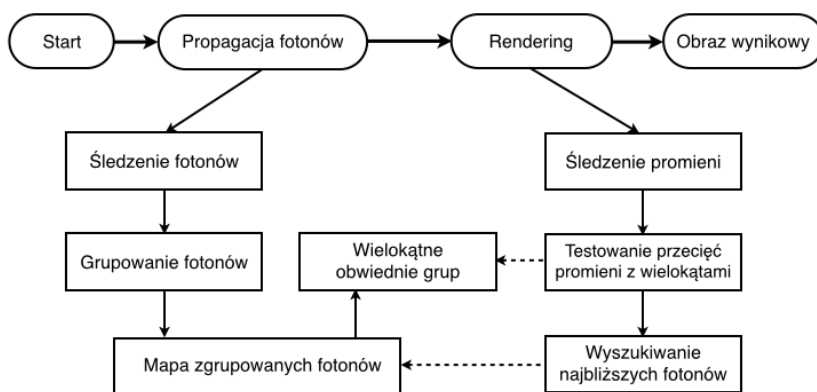 Start
Propagacja fotonów
Rendering
Obraz wynikowy
Śledzenie fotonów
Śledzenie promieni
Grupowanie fotonów
Wielokątne
obwiednie grup
Testowanie przecięć
promieni z wielokątami
Mapa zgrupowanych fotonów
Wyszukiwanie
najbliższych fotonów